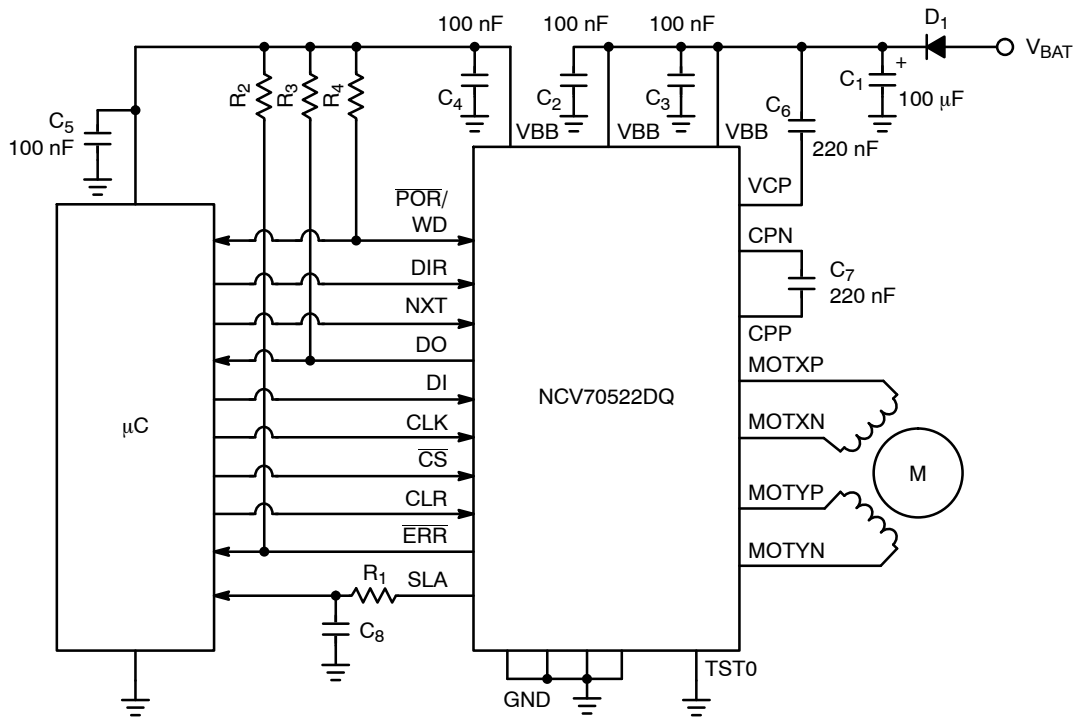 100 nF
100 nF
100 nF
D1
VBAT
R2
R3
R4
C4
C2
C3
C6
C1
+
100 μF
C5
100 nF
VBB
VBB
VBB
220 nF
VCP
POR/
WD
CPN
DIR
C7
220 nF
NXT
CPP
DO
MOTXP
DI
NCV70522DQ
μC
CLK
MOTXN
CS
M
CLR
MOTYP
ERR
MOTYN
R1
SLA
C8
GND
TST0